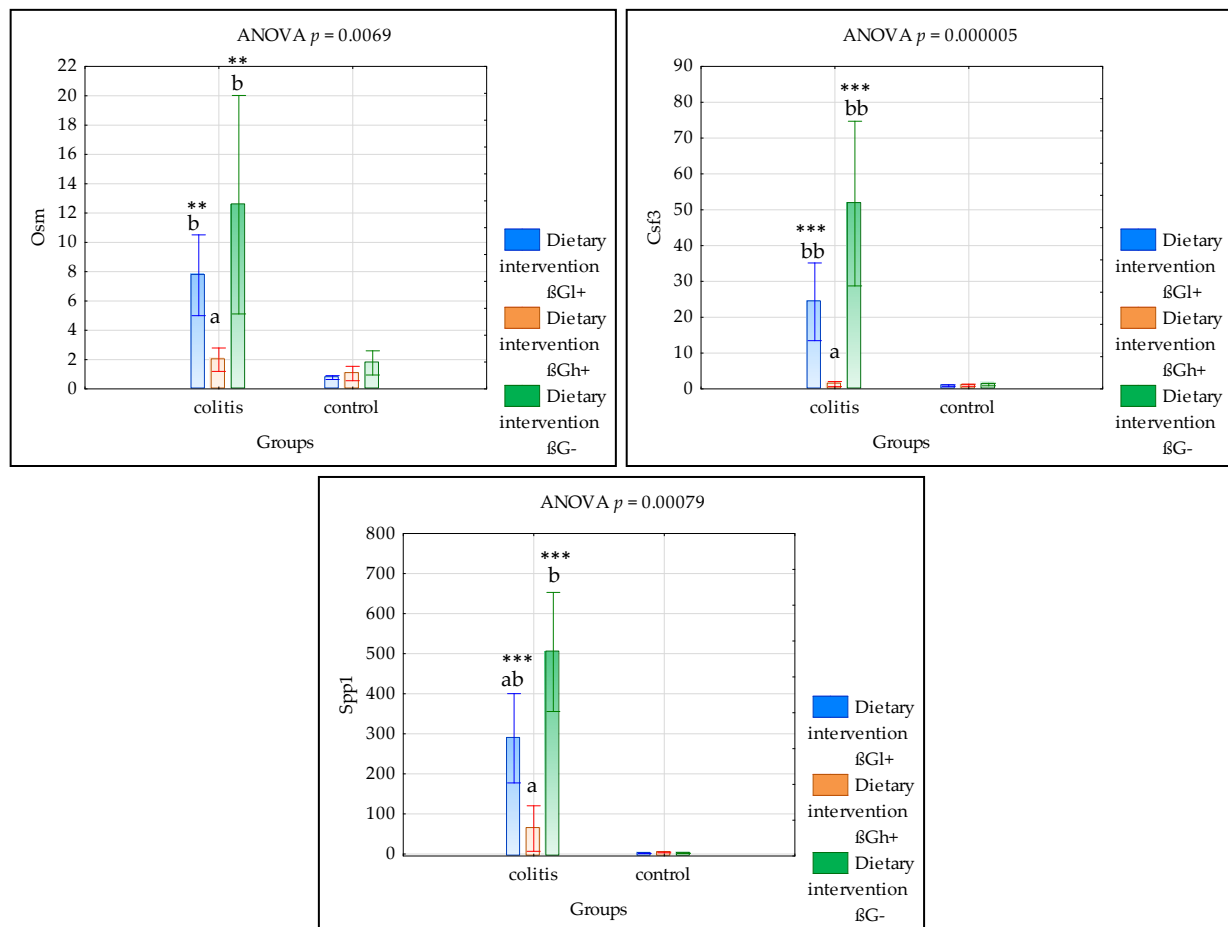 ANOVA p = 0.0069
22
20
18
16
14
12
10
8
6
4
2
0
Osm
**
b
**
b
a
colitis
control
Groups
Dietary
intervention
ßGl+
Dietary
intervention
ßGh+
Dietary
intervention
ßG-
ANOVA p = 0.000005
90
80
70
60
50
40
30
20
10
0
Csf3
***
bb
***
bb
a
colitis
control
Groups
Dietary
intervention
ßGl+
Dietary
intervention
ßGh+
Dietary
intervention
ßG-
ANOVA p = 0.00079
800
700
600
500
400
300
200
100
0
Spp1
***
b
***
ab
a
colitis
control
Groups
Dietary
intervention
ßGl+
Dietary
intervention
ßGh+
Dietary
intervention
ßG-